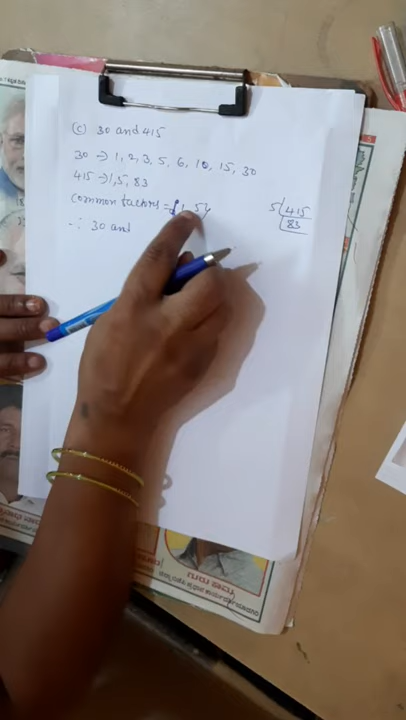 (c) 30 and 415
30 → 1, 2, 3, 5, 6, 10, 15, 30
415 → 1, 5, 83
Common factors = {1, 5}
∴ 30 and
5 415
83